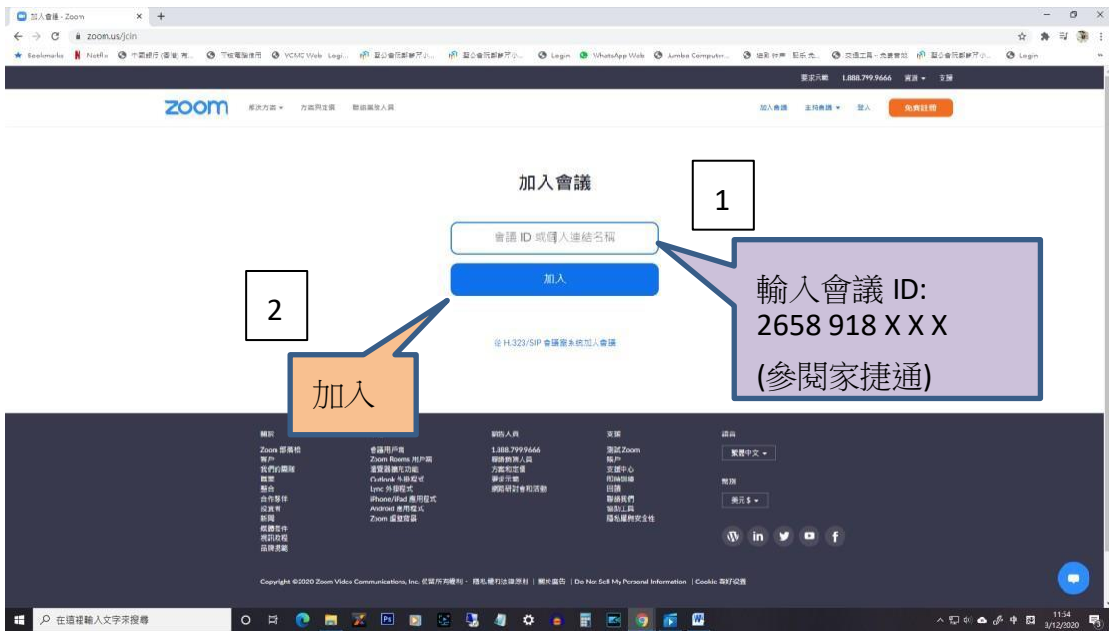 加入會議 - Zoom
zoom.us/join
Bookmarks
Netflix
Login
WhatsApp Web
Jumbo Computer...
Login
要求示範 1.888.799.9666 資源 支援
zoom 解決方案 方案與定價 聯絡業務人員
加入會議 主持會議 登入 免費註冊
加入會議
1
會議 ID 或個人連結名稱
加入
輸入會議 ID:
2658 918 X X X
(參閱家捷通)
2
加入
從 H.323/SIP 會議室系統加入會議
關於
Zoom 部落格
客戶
我們的團隊
職業
整合
合作夥伴
投資者
新聞
媒體套件
視訊教程
品牌規範
會議用戶端
Zoom Rooms 用戶端
瀏覽器擴充功能
Outlook 外掛程式
Lync 外掛程式
iPhone/iPad 應用程式
Android 應用程式
Zoom 虛擬背景
銷售人員
1.888.799.9666
聯絡銷售人員
方案和定價
要求示範
網路研討會和活動
支援
測試 Zoom
賬戶
支援中心
即時訓練
回饋
聯絡我們
協助工具
隱私權與安全性
語言
繁體中文
幣別
美元 $
Copyright ©2020 Zoom Video Communications, Inc. 保留所有權利。 隱私權和法律原則 | 關於廣告 | Do Not Sell My Personal Information | Cookie 喜好設定
在這裡輸入文字來搜尋
中
11:54
3/12/2020